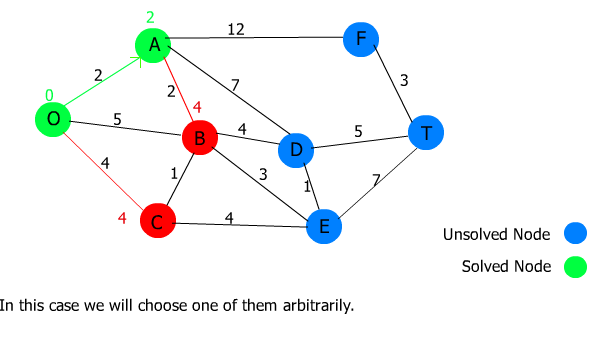 2
12
A
F
2
7
3
0
2
4
O
5
B
4
D
5
T
4
1
3
1
7
4
C
4
E
Unsolved Node
Solved Node
In this case we will choose one of them arbitrarily.